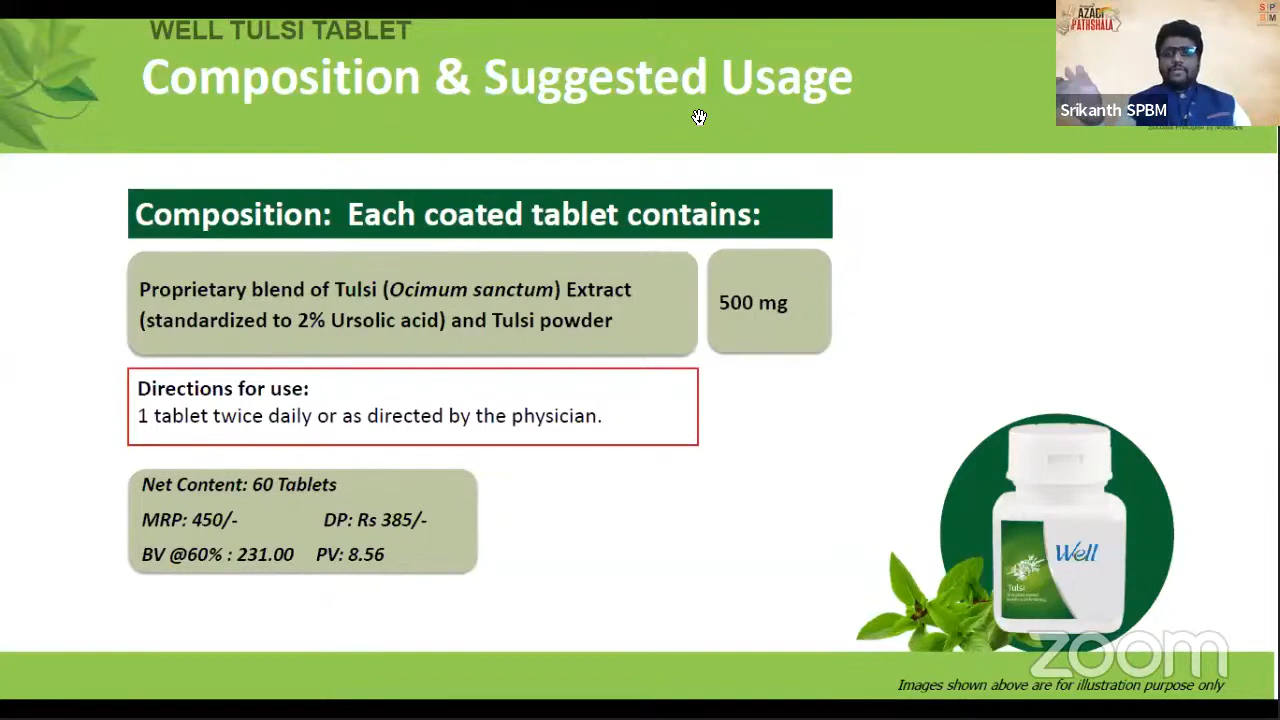 WELL TULSI TABLET
Composition & Suggested Usage
AZADI
PATHSHALA
S P
B M
Srikanth SPBM
Composition: Each coated tablet contains:
Proprietary blend of Tulsi (Ocimum sanctum) Extract
(standardized to 2% Ursolic acid) and Tulsi powder
500 mg
Directions for use:
1 tablet twice daily or as directed by the physician.
Net Content: 60 Tablets
MRP: 450/- DP: Rs 385/-
BV @60% : 231.00 PV: 8.56
Well
Tulsi
zoom
Images shown above are for illustration purpose only